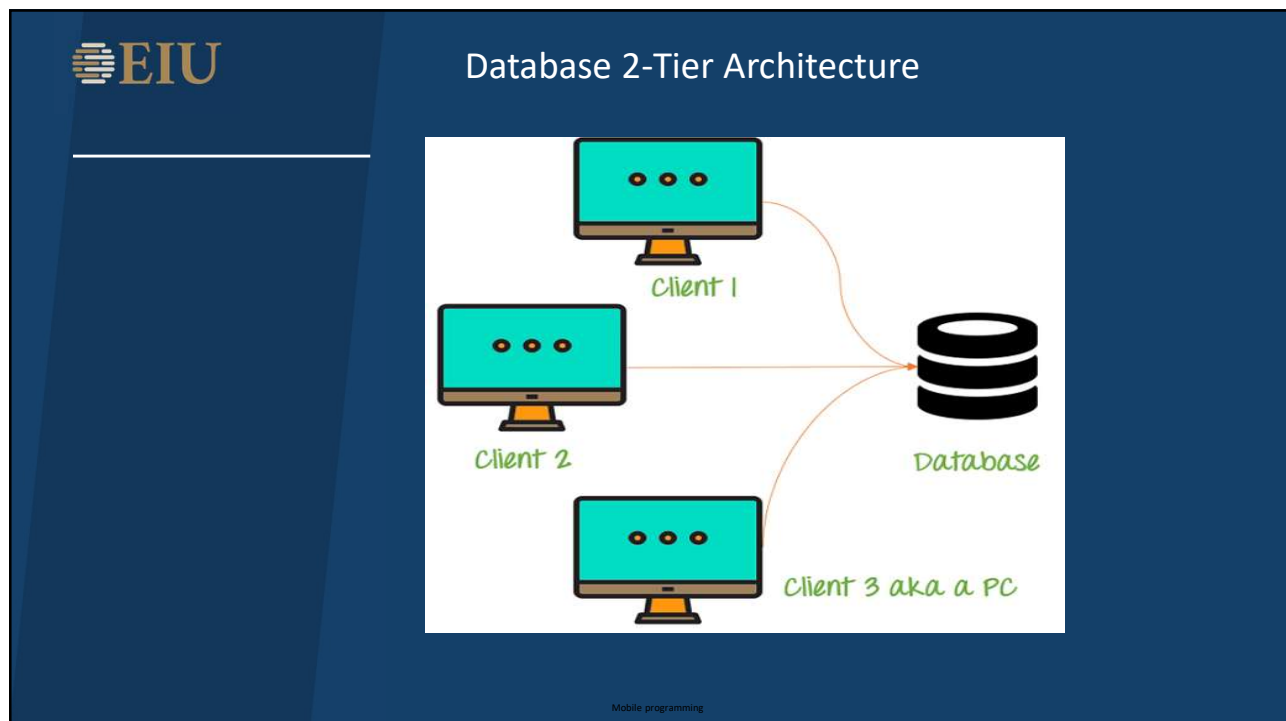 EIU
Database 2-Tier Architecture
Client 1
Client 2
Database
Client 3 aka a PC
Mobile programming